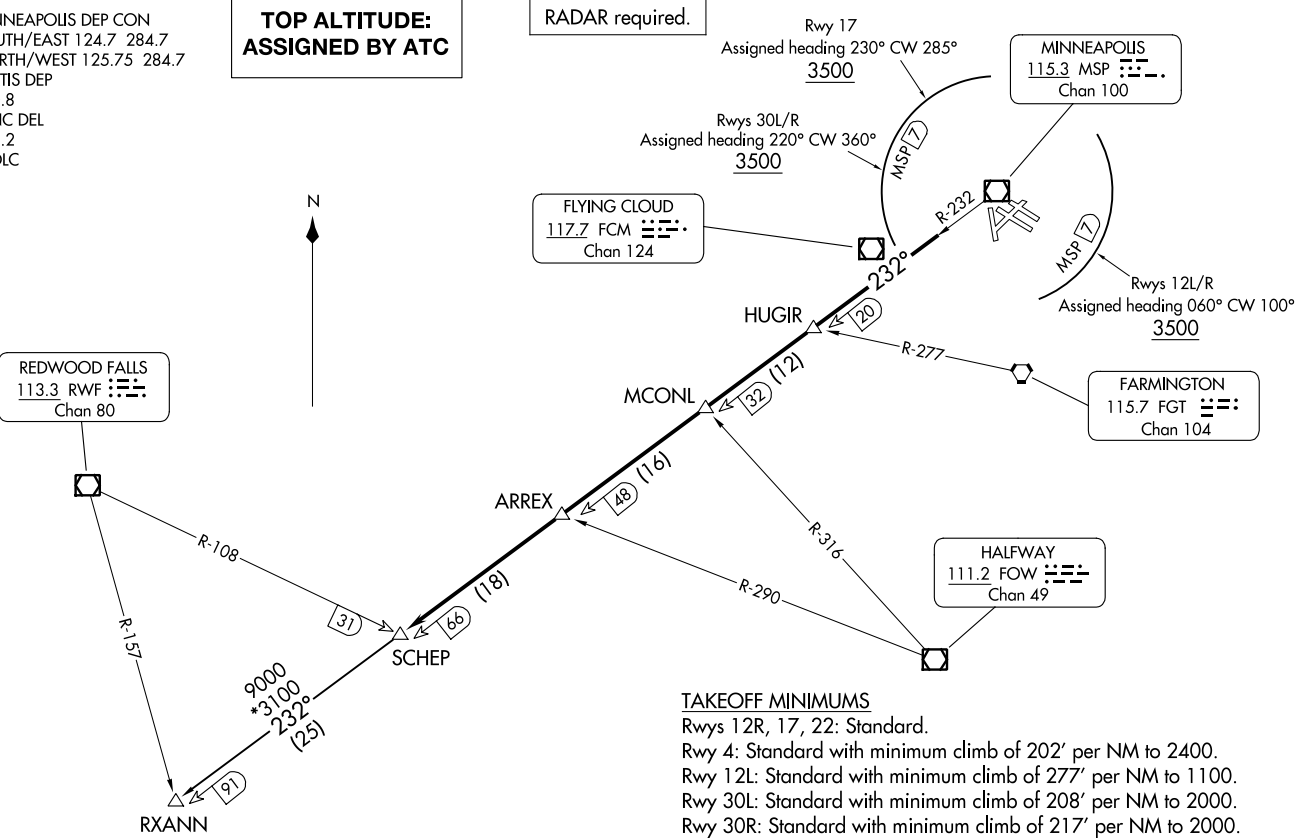 NNEAPOLIS DEP CON
UTH/EAST 124.7 284.7
RTH/WEST 125.75 284.7
TIS DEP
.8
NC DEL
.2
DLC
TOP ALTITUDE:
ASSIGNED BY ATC
RADAR required.
Rwy 17
Assigned heading 230° CW 285°
3500
MINNEAPOLIS
115.3 MSP
Chan 100
Rwys 30L/R
Assigned heading 220° CW 360°
3500
MSP 7
N
FLYING CLOUD
117.7 FCM
Chan 124
R-232
MSP 7
232°
Rwys 12L/R
Assigned heading 060° CW 100°
3500
HUGIR
20
R-277
REDWOOD FALLS
113.3 RWF
Chan 80
(12)
MCONL
32
FARMINGTON
115.7 FGT
Chan 104
(16)
ARREX
48
R-108
R-316
HALFWAY
111.2 FOW
Chan 49
(18)
R-290
R-157
31
66
SCHEP
9000
*3100
232°
(25)
91
RXANN
TAKEOFF MINIMUMS
Rwys 12R, 17, 22: Standard.
Rwy 4: Standard with minimum climb of 202' per NM to 2400.
Rwy 12L: Standard with minimum climb of 277' per NM to 1100.
Rwy 30L: Standard with minimum climb of 208' per NM to 2000.
Rwy 30R: Standard with minimum climb of 217' per NM to 2000.